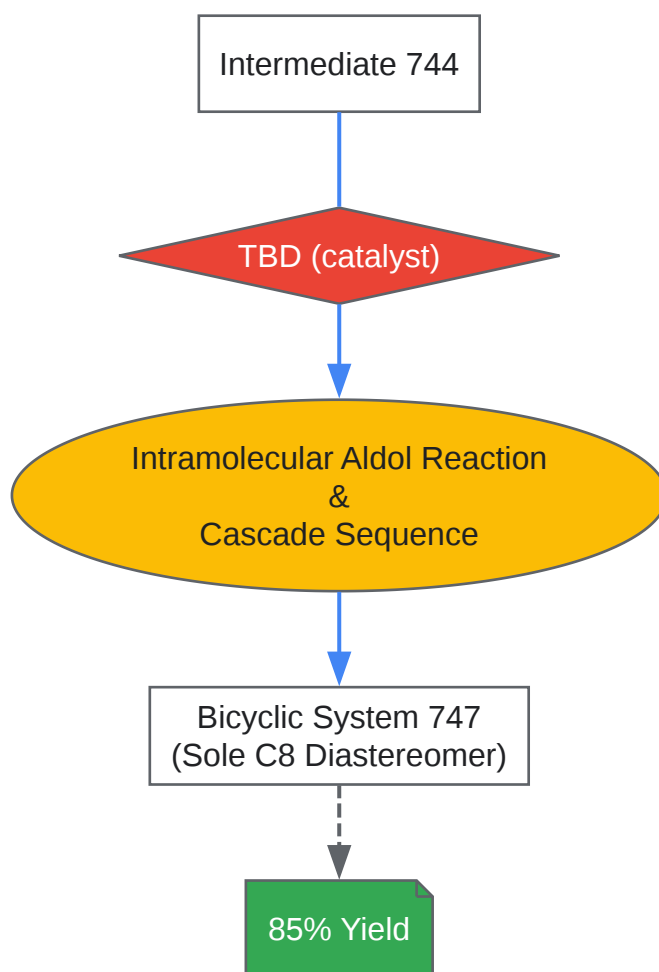 Intermediate 744
TBD (catalyst)
Intramolecular Aldol Reaction
&
Cascade Sequence
Bicyclic System 747
(Sole C8 Diastereomer)
85% Yield